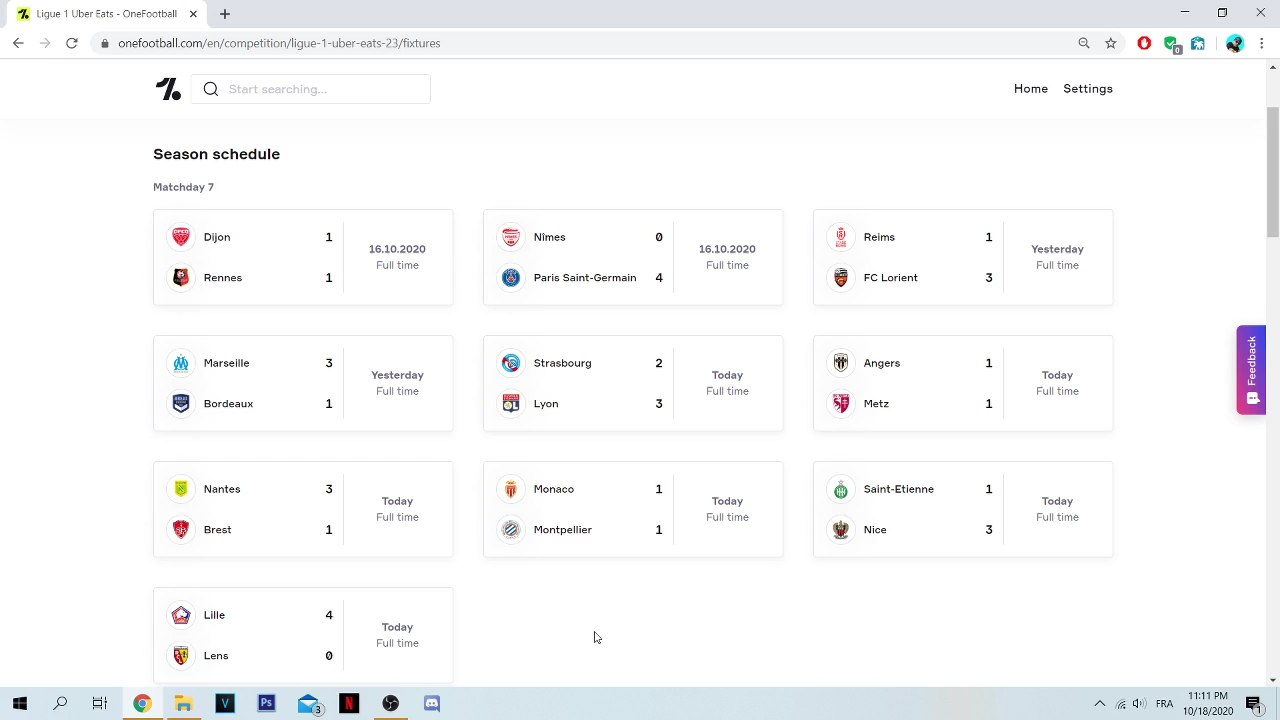 Ligue 1 Uber Eats - OneFootball
onefootball.com/en/competition/ligue-1-uber-eats-23/fixtures
0
Start searching...
Home
Settings
Season schedule
Matchday 7
Dijon 1
Rennes 1
16.10.2020
Full time
Nîmes 0
Paris Saint-Germain 4
16.10.2020
Full time
Reims 1
FC Lorient 3
Yesterday
Full time
Marseille 3
Bordeaux 1
Yesterday
Full time
Strasbourg 2
Lyon 3
Today
Full time
Angers 1
Metz 1
Today
Full time
Feedback
Nantes 3
Brest 1
Today
Full time
Monaco 1
Montpellier 1
Today
Full time
Saint-Etienne 1
Nice 3
Today
Full time
Lille 4
Lens 0
Today
Full time
V
Ps
3
N
FRA
11:11 PM
10/18/2020
1